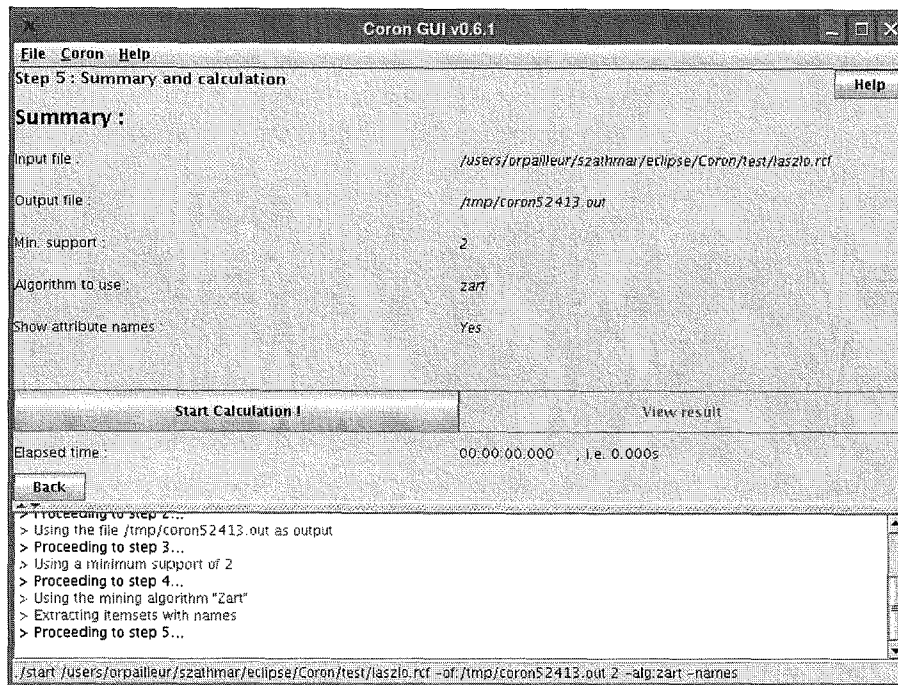 Coron GUI v0.6.1
File Coron Help
Step 5 : Summary and calculation
Help
Summary :
Input file : /users/orpailleur/szathmar/eclipse/Coron/test/laszlo.rcf
Output file : /tmp/coron52413.out
Min. support : 2
Algorithm to use : zart
Show attribute names : Yes
Start Calculation ! View result
Elapsed time : 00:00:00.000 , i.e. 0.000s
Back
> Proceeding to step 2...
> Using the file /tmp/coron52413.out as output
> Proceeding to step 3...
> Using a minimum support of 2
> Proceeding to step 4...
> Using the mining algorithm "Zart"
> Extracting itemsets with names
> Proceeding to step 5...
./start /users/orpailleur/szathmar/eclipse/Coron/test/laszlo.rcf -of:/tmp/coron52413.out 2 -alg:zart -names